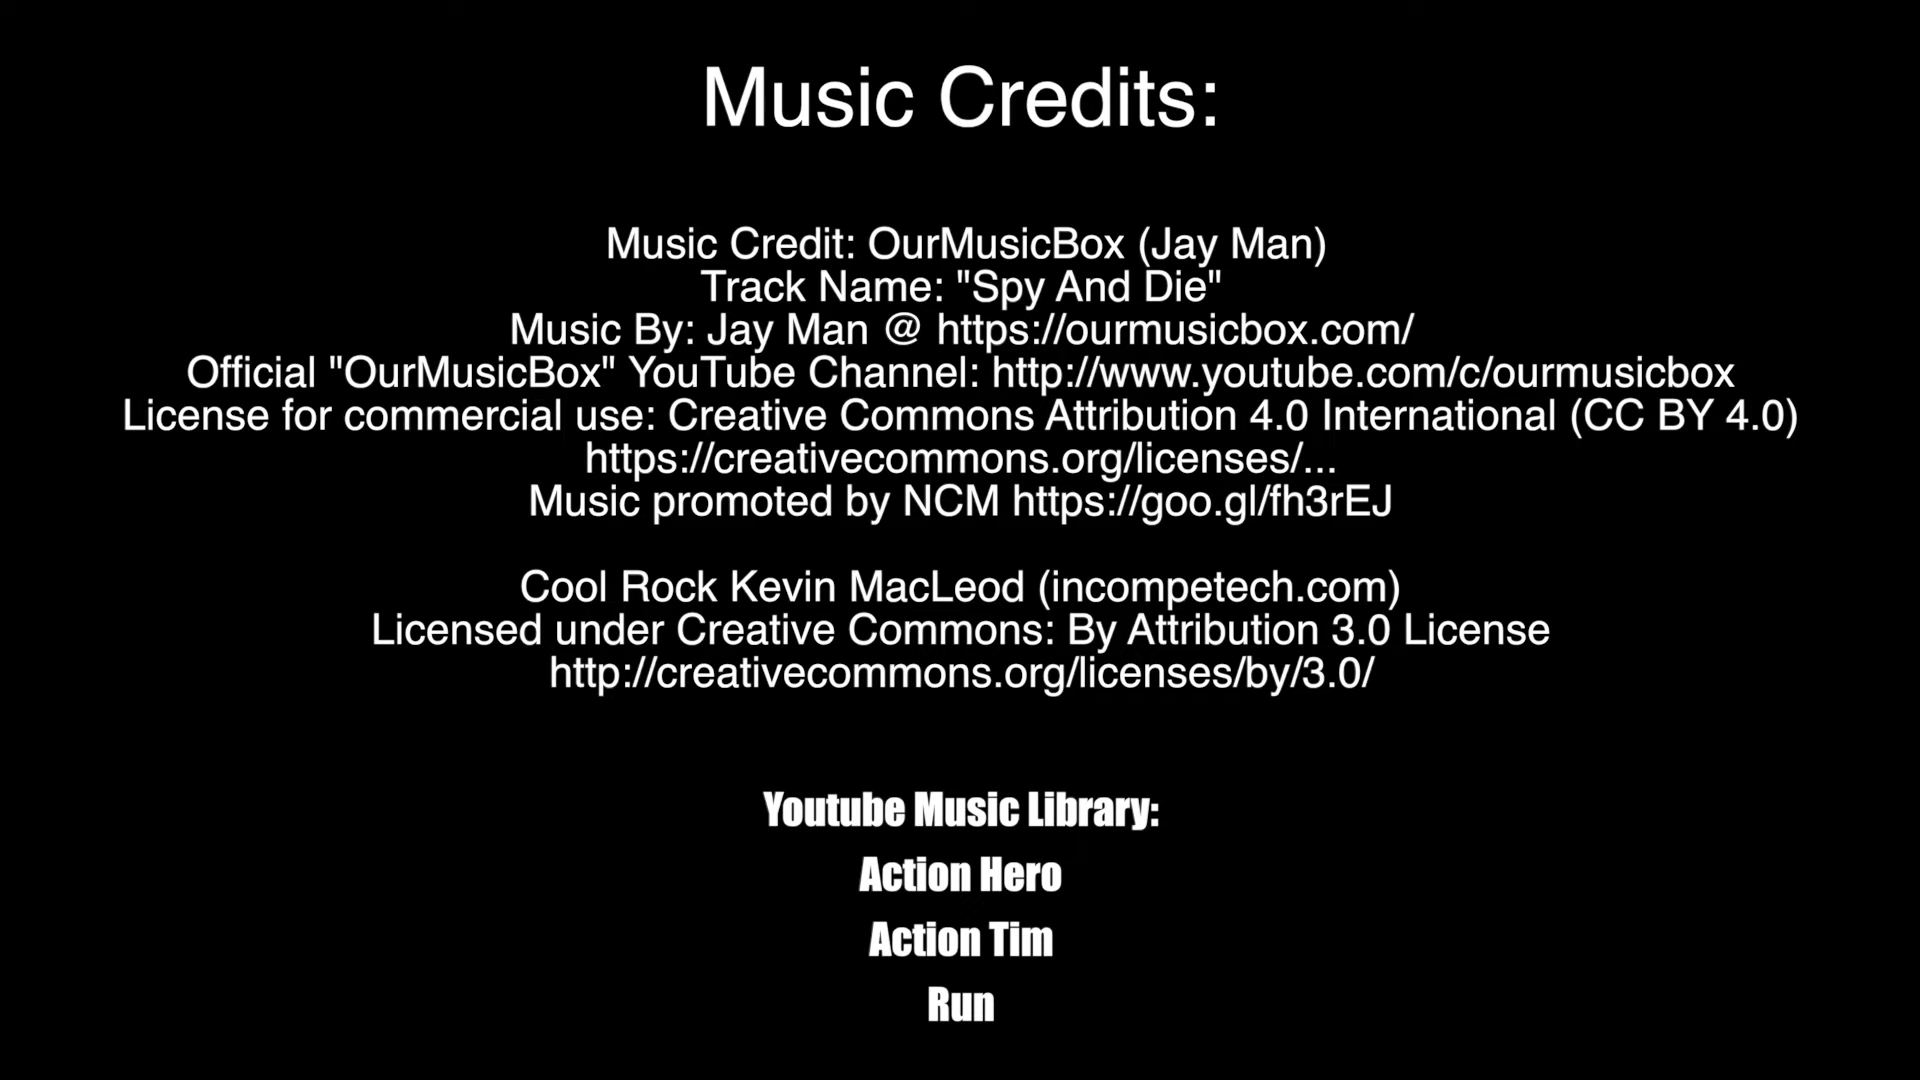 Music Credits:
Music Credit: OurMusicBox (Jay Man)
Track Name: "Spy And Die"
Music By: Jay Man @ https://ourmusicbox.com/
Official "OurMusicBox" YouTube Channel: http://www.youtube.com/c/ourmusicbox
License for commercial use: Creative Commons Attribution 4.0 International (CC BY 4.0)
https://creativecommons.org/licenses/...
Music promoted by NCM https://goo.gl/fh3rEJ
Cool Rock Kevin MacLeod (incompetech.com)
Licensed under Creative Commons: By Attribution 3.0 License
http://creativecommons.org/licenses/by/3.0/
Youtube Music Library:
Action Hero
Action Tim
Run